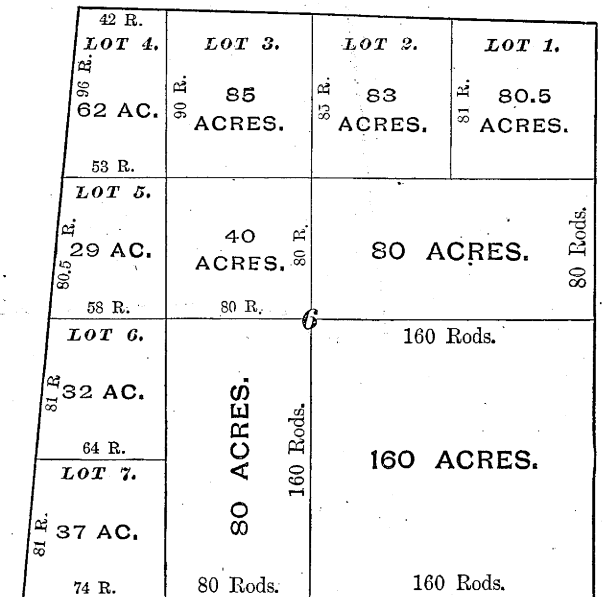 42 R.
LOT 4.
96 R.
62 AC.
53 R.
LOT 3.
90 R.
85
ACRES.
LOT 2.
85 R.
83
ACRES.
LOT 1.
81 R.
80.5
ACRES.
LOT 5.
80.5 R.
29 AC.
58 R.
40
ACRES.
80 R.
80 R.
80 ACRES.
80 Rods.
6
160 Rods.
LOT 6.
81 R
32 AC.
64 R.
LOT 7.
81 R.
37 AC.
74 R.
80 ACRES.
160 Rods.
80 Rods.
160 ACRES.
160 Rods.